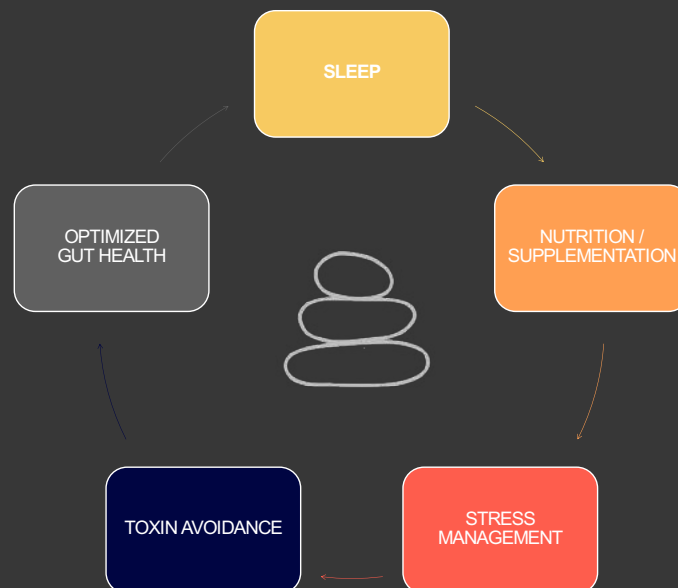 SLEEP
NUTRITION /
SUPPLEMENTATION
STRESS
MANAGEMENT
TOXIN AVOIDANCE
OPTIMIZED
GUT HEALTH